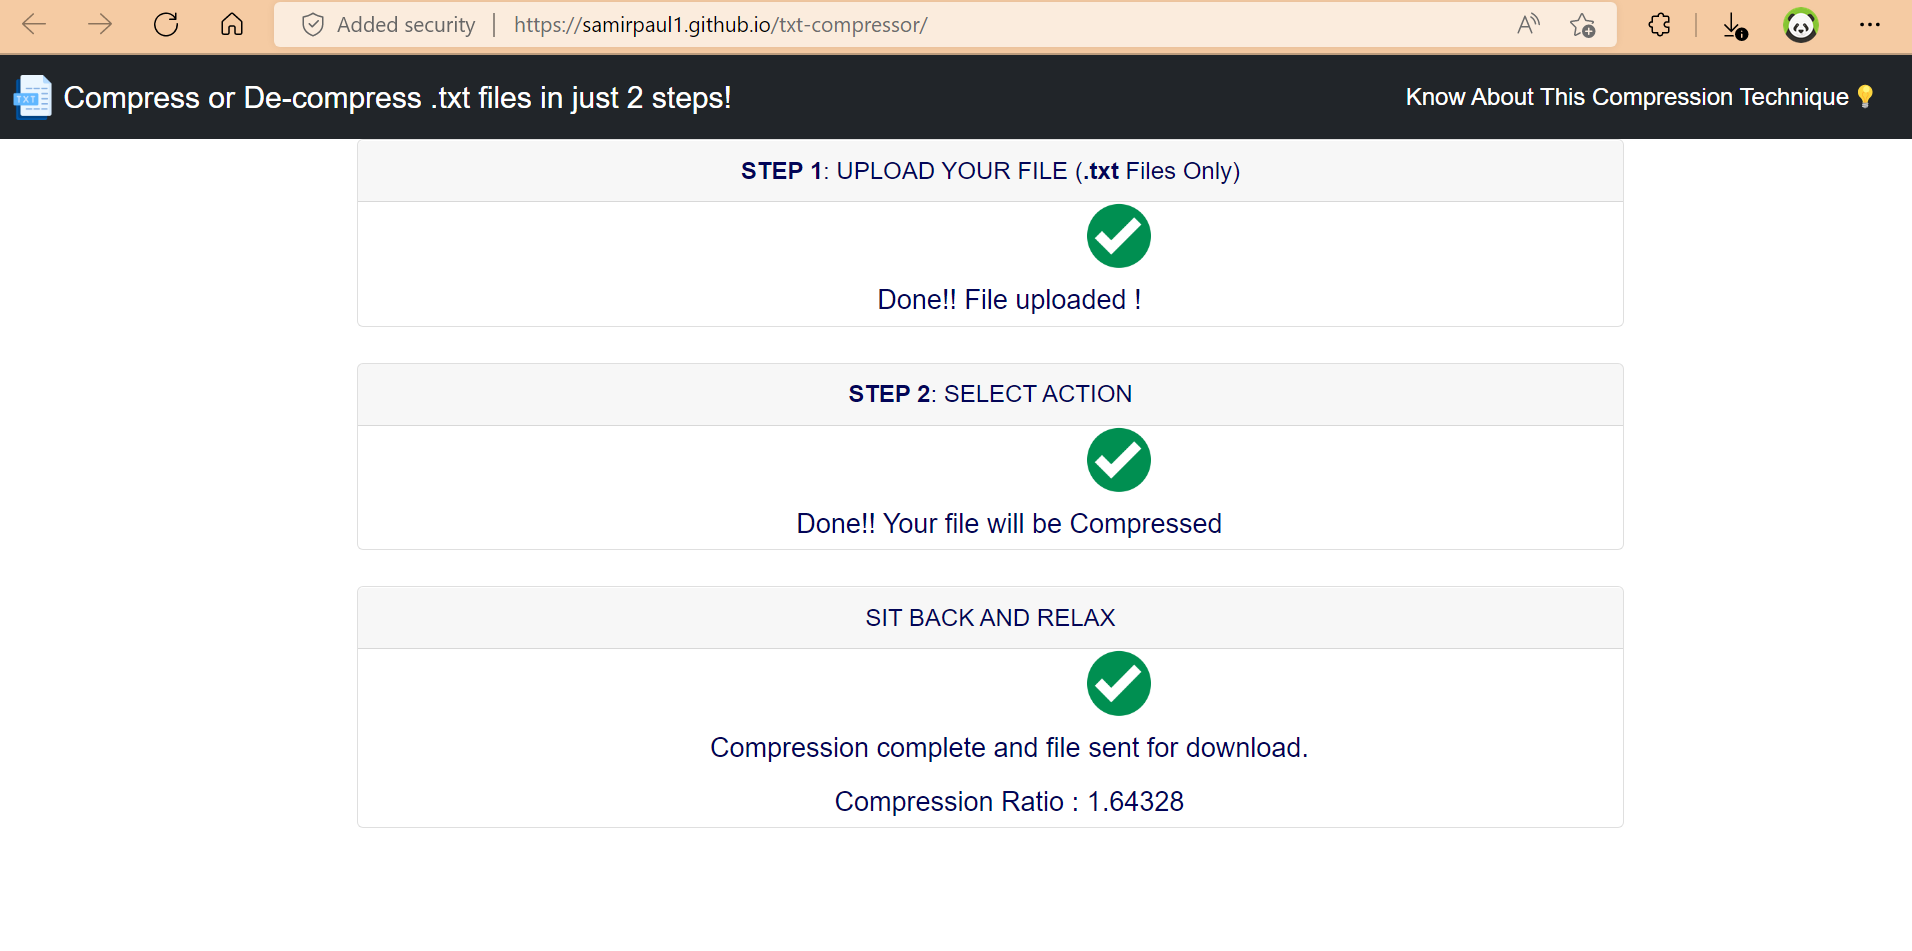 Added security | https://samirpaul1.github.io/txt-compressor/
TXT Compress or De-compress .txt files in just 2 steps!
Know About This Compression Technique
STEP 1: UPLOAD YOUR FILE (.txt Files Only)
Done!! File uploaded !
STEP 2: SELECT ACTION
Done!! Your file will be Compressed
SIT BACK AND RELAX
Compression complete and file sent for download.
Compression Ratio : 1.64328